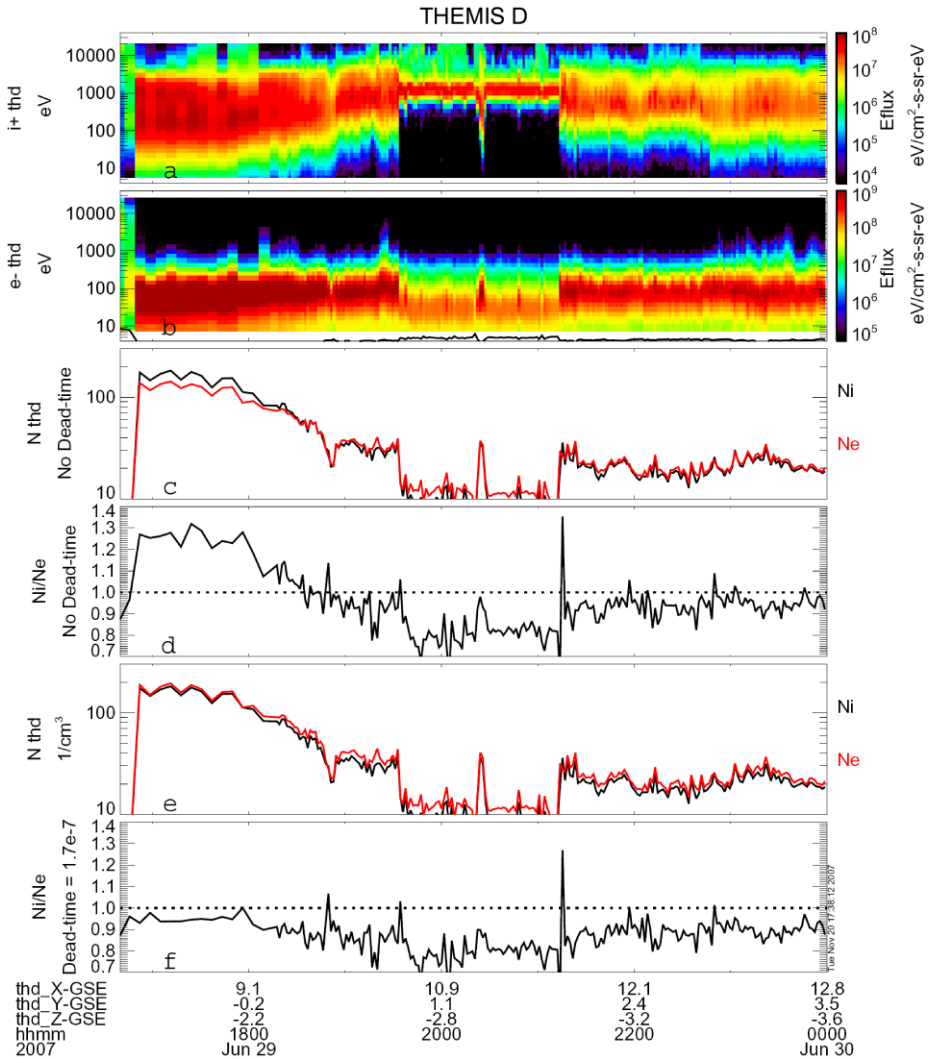 THEMIS D
i+ thd
eV
10000
1000
100
10
a
10^8
10^7
10^6
10^5
10^4
Eflux
eV/cm²-s-sr-eV
e- thd
eV
10000
1000
100
10
b
10^9
10^8
10^7
10^6
10^5
Eflux
eV/cm²-s-sr-eV
N thd
No Dead-time
100
10
c
Ni
Ne
Ni/Ne
No Dead-time
1.4
1.3
1.2
1.1
1.0
0.9
0.8
0.7
d
N thd
1/cm³
100
10
e
Ni
Ne
Ni/Ne
Dead-time = 1.7e-7
1.4
1.3
1.2
1.1
1.0
0.9
0.8
0.7
f
Tue Nov 20 17:38:12 2007
thd_X-GSE 9.1 10.9 12.1 12.8
thd_Y-GSE -0.2 1.1 2.4 3.5
thd_Z-GSE -2.2 -2.8 -3.2 -3.6
hhmm 1800 2000 2200 0000
2007 Jun 29 Jun 30